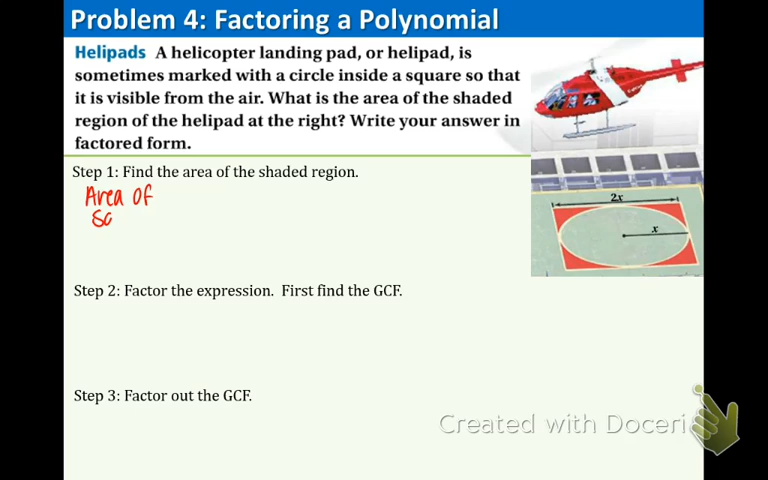 Problem 4: Factoring a Polynomial
Helipads A helicopter landing pad, or helipad, is
sometimes marked with a circle inside a square so that
it is visible from the air. What is the area of the shaded
region of the helipad at the right? Write your answer in
factored form.
Step 1: Find the area of the shaded region.
Area of
sq
2x
x
Step 2: Factor the expression. First find the GCF.
Step 3: Factor out the GCF.
Created with Doceri